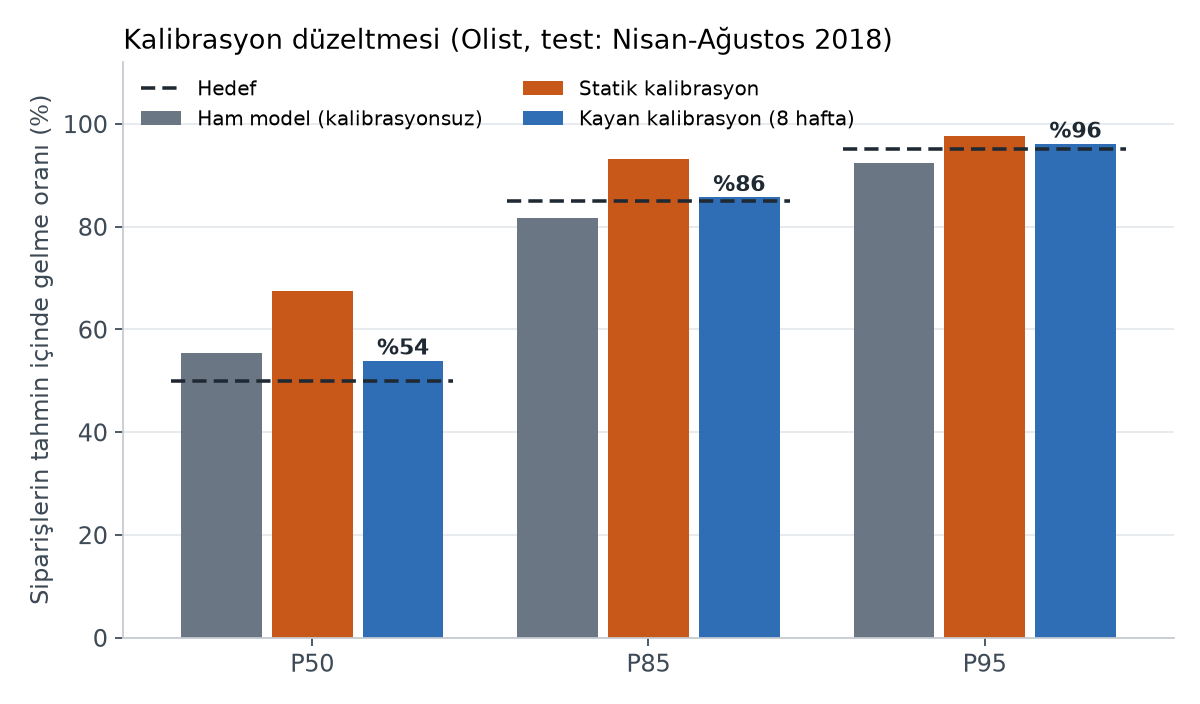 Kalibrasyon düzeltmesi (Olist, test: Nisan-Ağustos 2018)
Hedef
Ham model (kalibrasyonsuz)
Statik kalibrasyon
Kayan kalibrasyon (8 hafta)
Siparişlerin tahmin içinde gelme oranı (%)
100
80
60
40
20
0
%54
%86
%96
P50
P85
P95